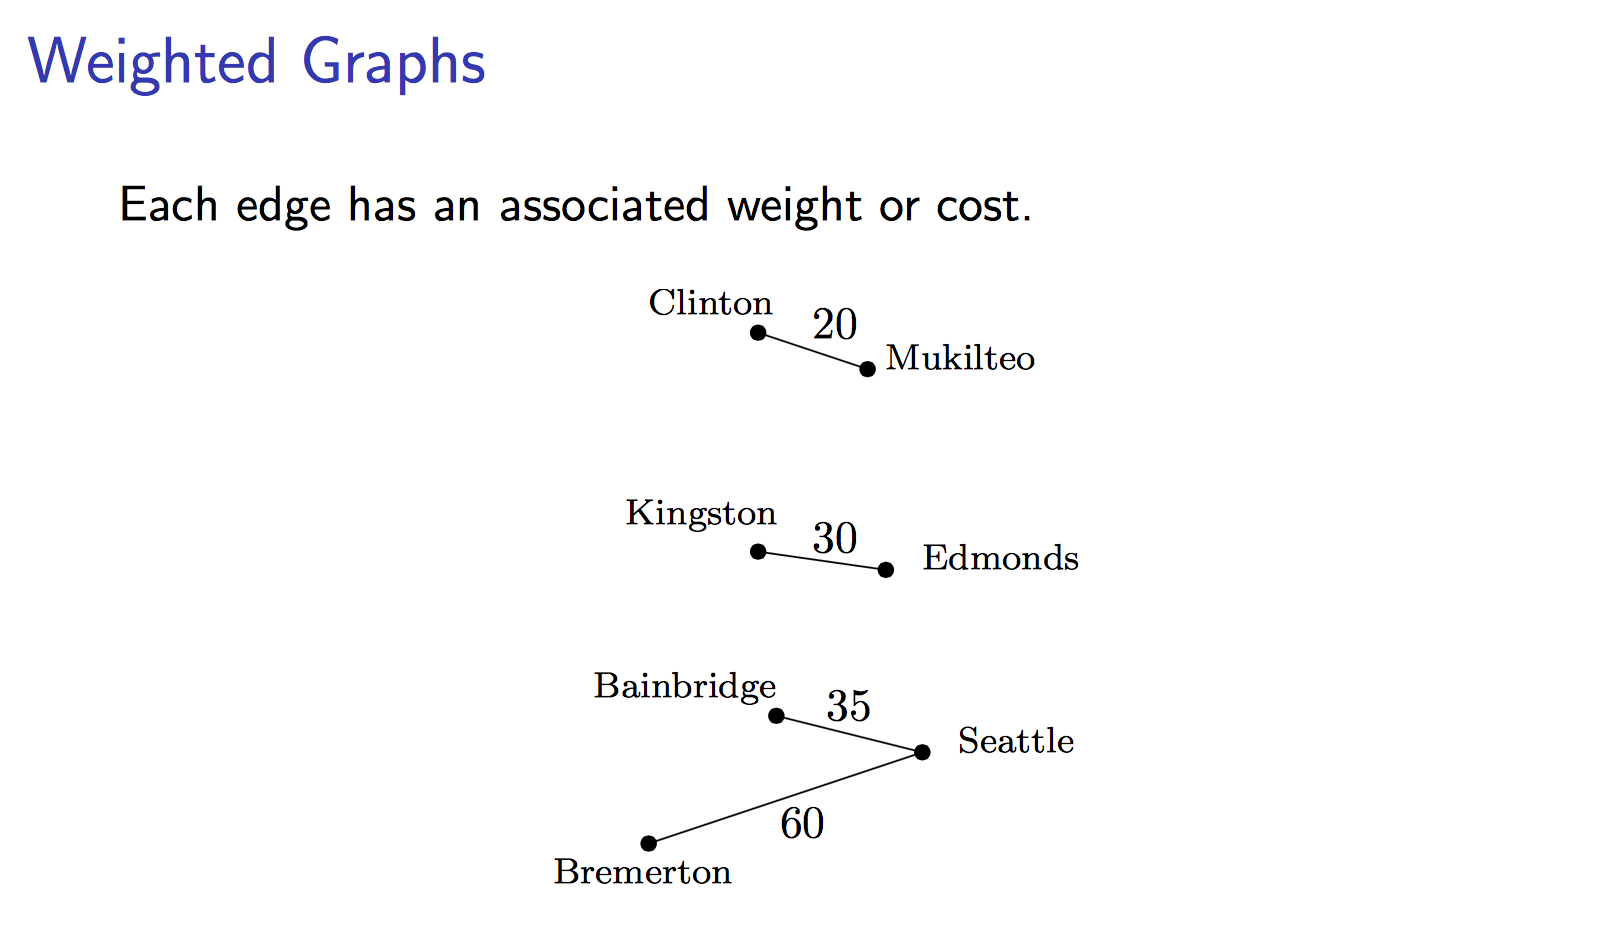 Weighted Graphs
Each edge has an associated weight or cost.
Clinton
20
Mukilteo
Kingston
30
Edmonds
Bainbridge
35
Seattle
60
Bremerton